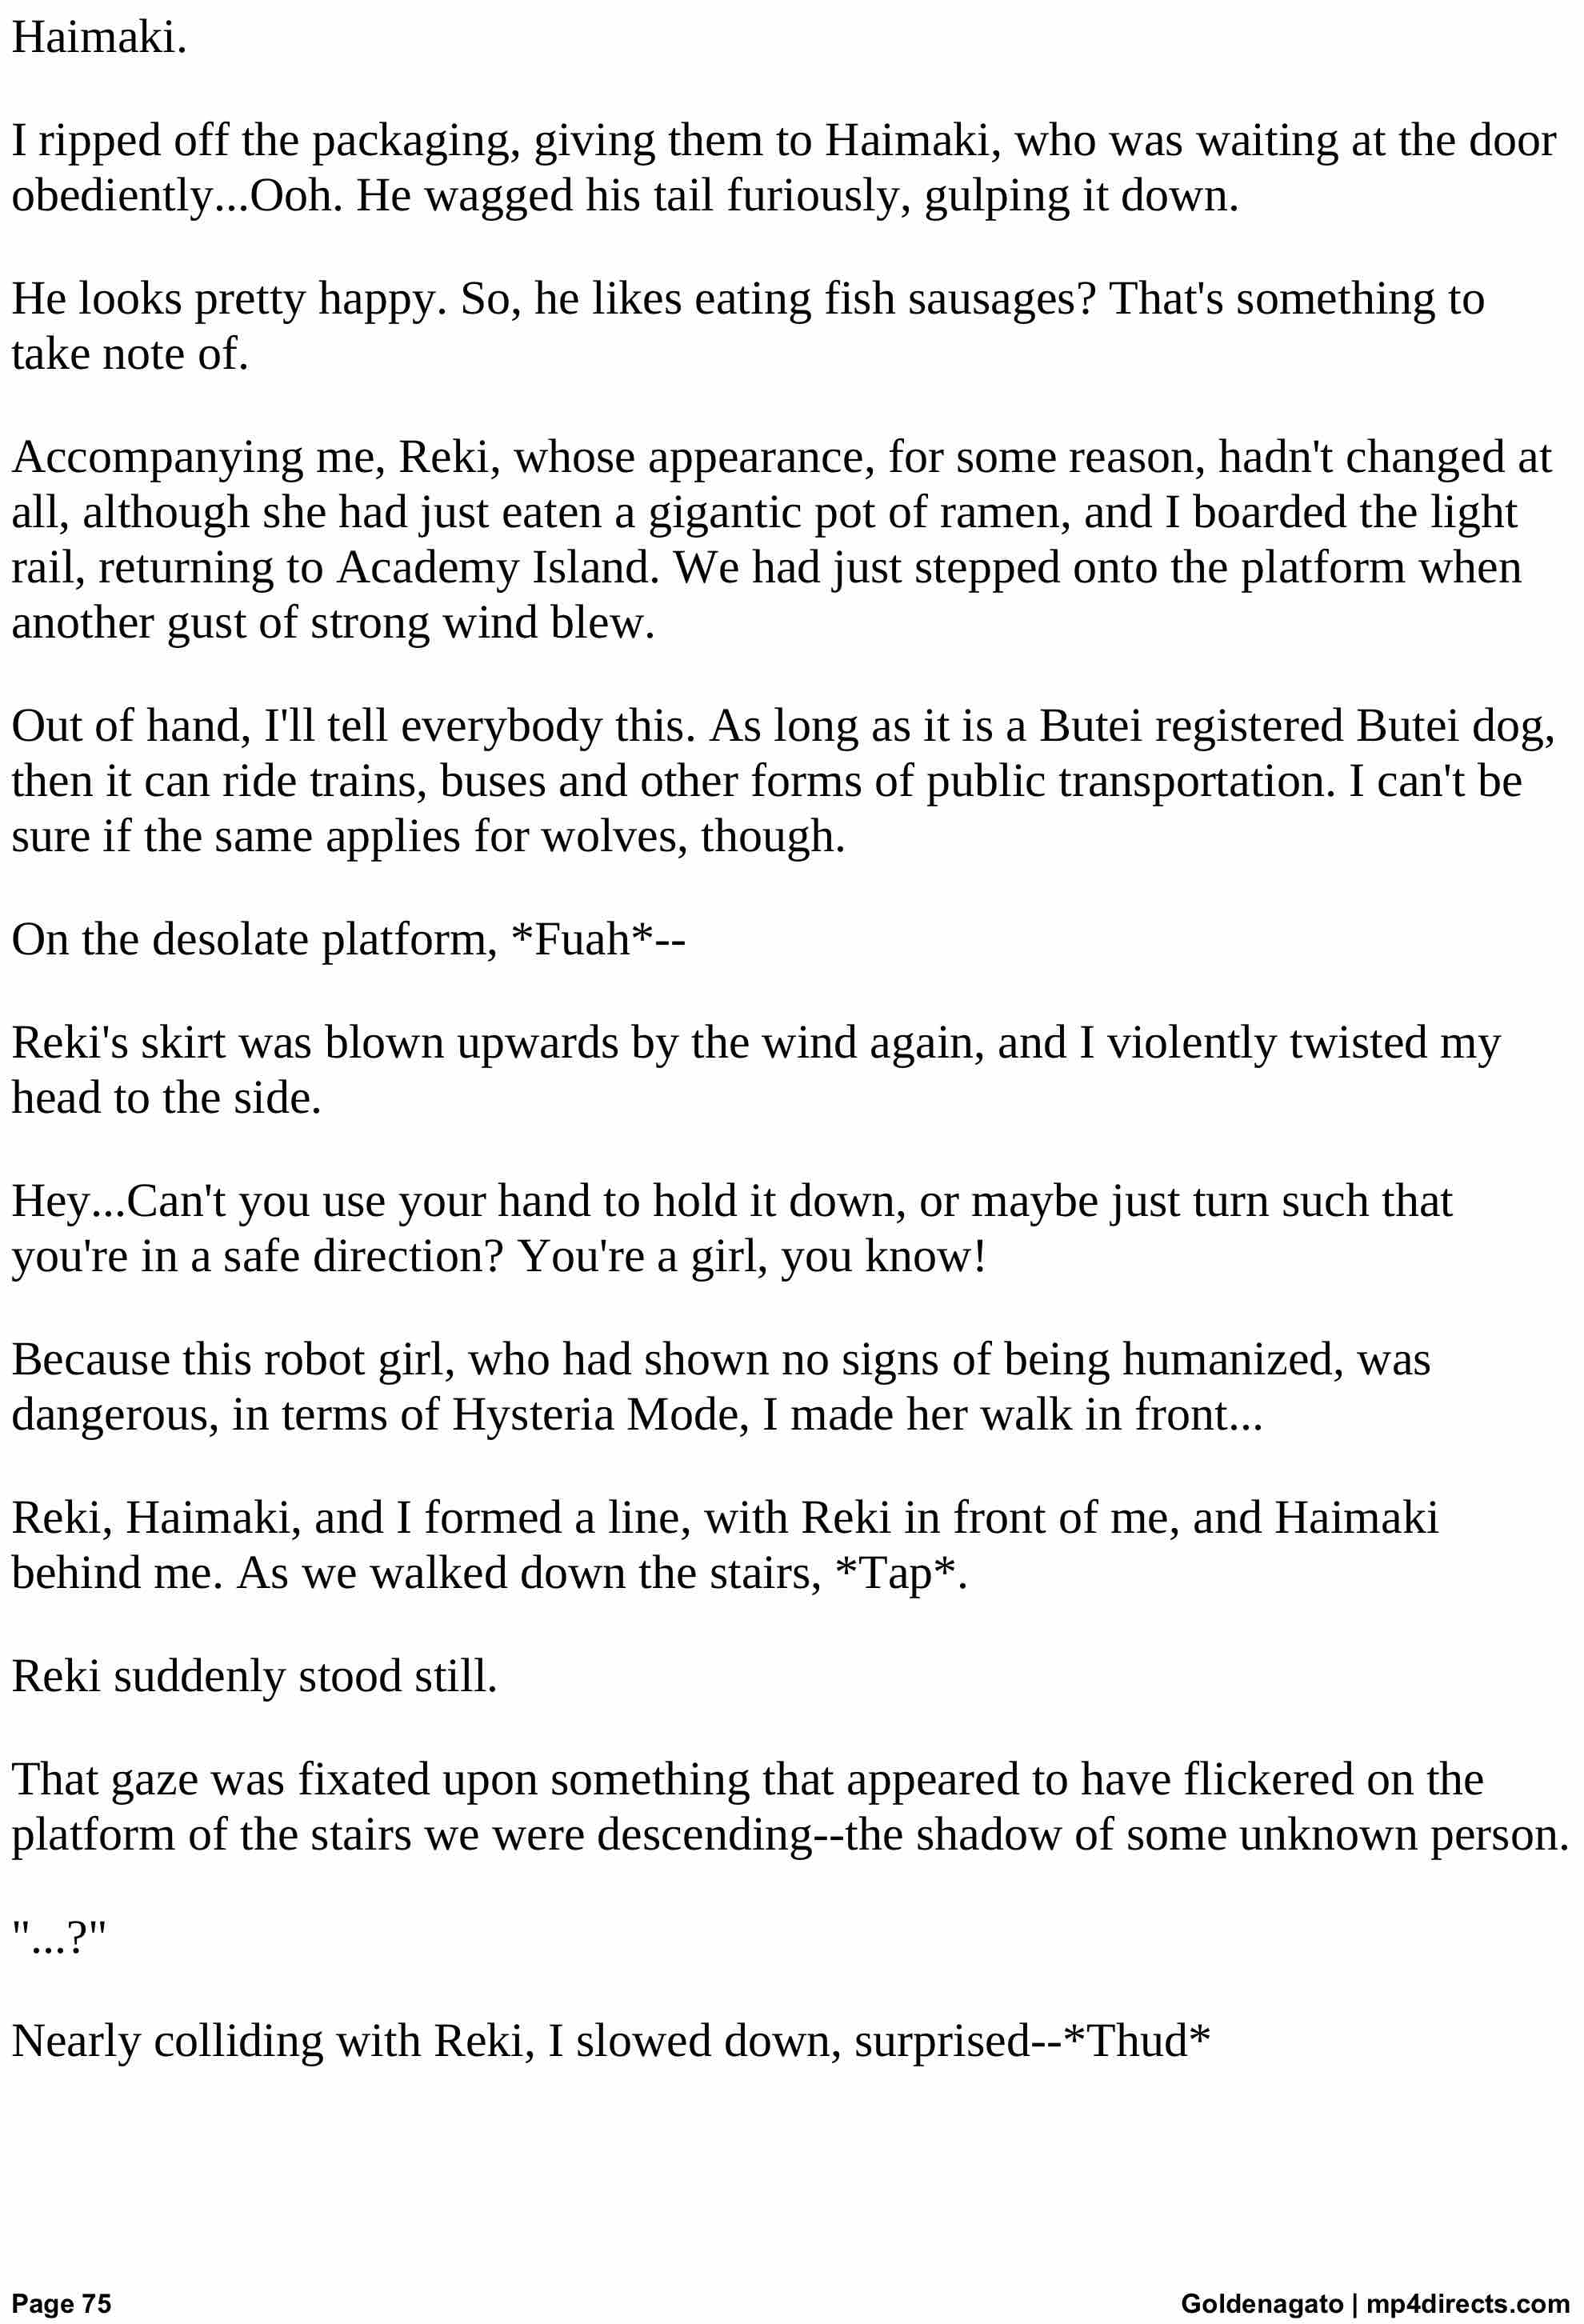 Haimaki.
I ripped off the packaging, giving them to Haimaki, who was waiting at the door
obediently...Ooh. He wagged his tail furiously, gulping it down.
He looks pretty happy. So, he likes eating fish sausages? That's something to
take note of.
Accompanying me, Reki, whose appearance, for some reason, hadn't changed at
all, although she had just eaten a gigantic pot of ramen, and I boarded the light
rail, returning to Academy Island. We had just stepped onto the platform when
another gust of strong wind blew.
Out of hand, I'll tell everybody this. As long as it is a Butei registered Butei dog,
then it can ride trains, buses and other forms of public transportation. I can't be
sure if the same applies for wolves, though.
On the desolate platform, *Fuah*--
Reki's skirt was blown upwards by the wind again, and I violently twisted my
head to the side.
Hey...Can't you use your hand to hold it down, or maybe just turn such that
you're in a safe direction? You're a girl, you know!
Because this robot girl, who had shown no signs of being humanized, was
dangerous, in terms of Hysteria Mode, I made her walk in front...
Reki, Haimaki, and I formed a line, with Reki in front of me, and Haimaki
behind me. As we walked down the stairs, *Tap*.
Reki suddenly stood still.
That gaze was fixated upon something that appeared to have flickered on the
platform of the stairs we were descending--the shadow of some unknown person.
"...?"
Nearly colliding with Reki, I slowed down, surprised--*Thud*
Page 75
Goldenagato | mp4directs.com